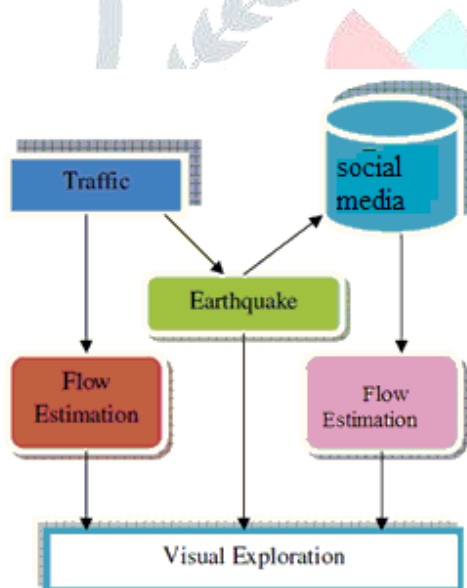 Traffic
social
media
Earthquake
Flow
Estimation
Flow
Estimation
Visual Exploration